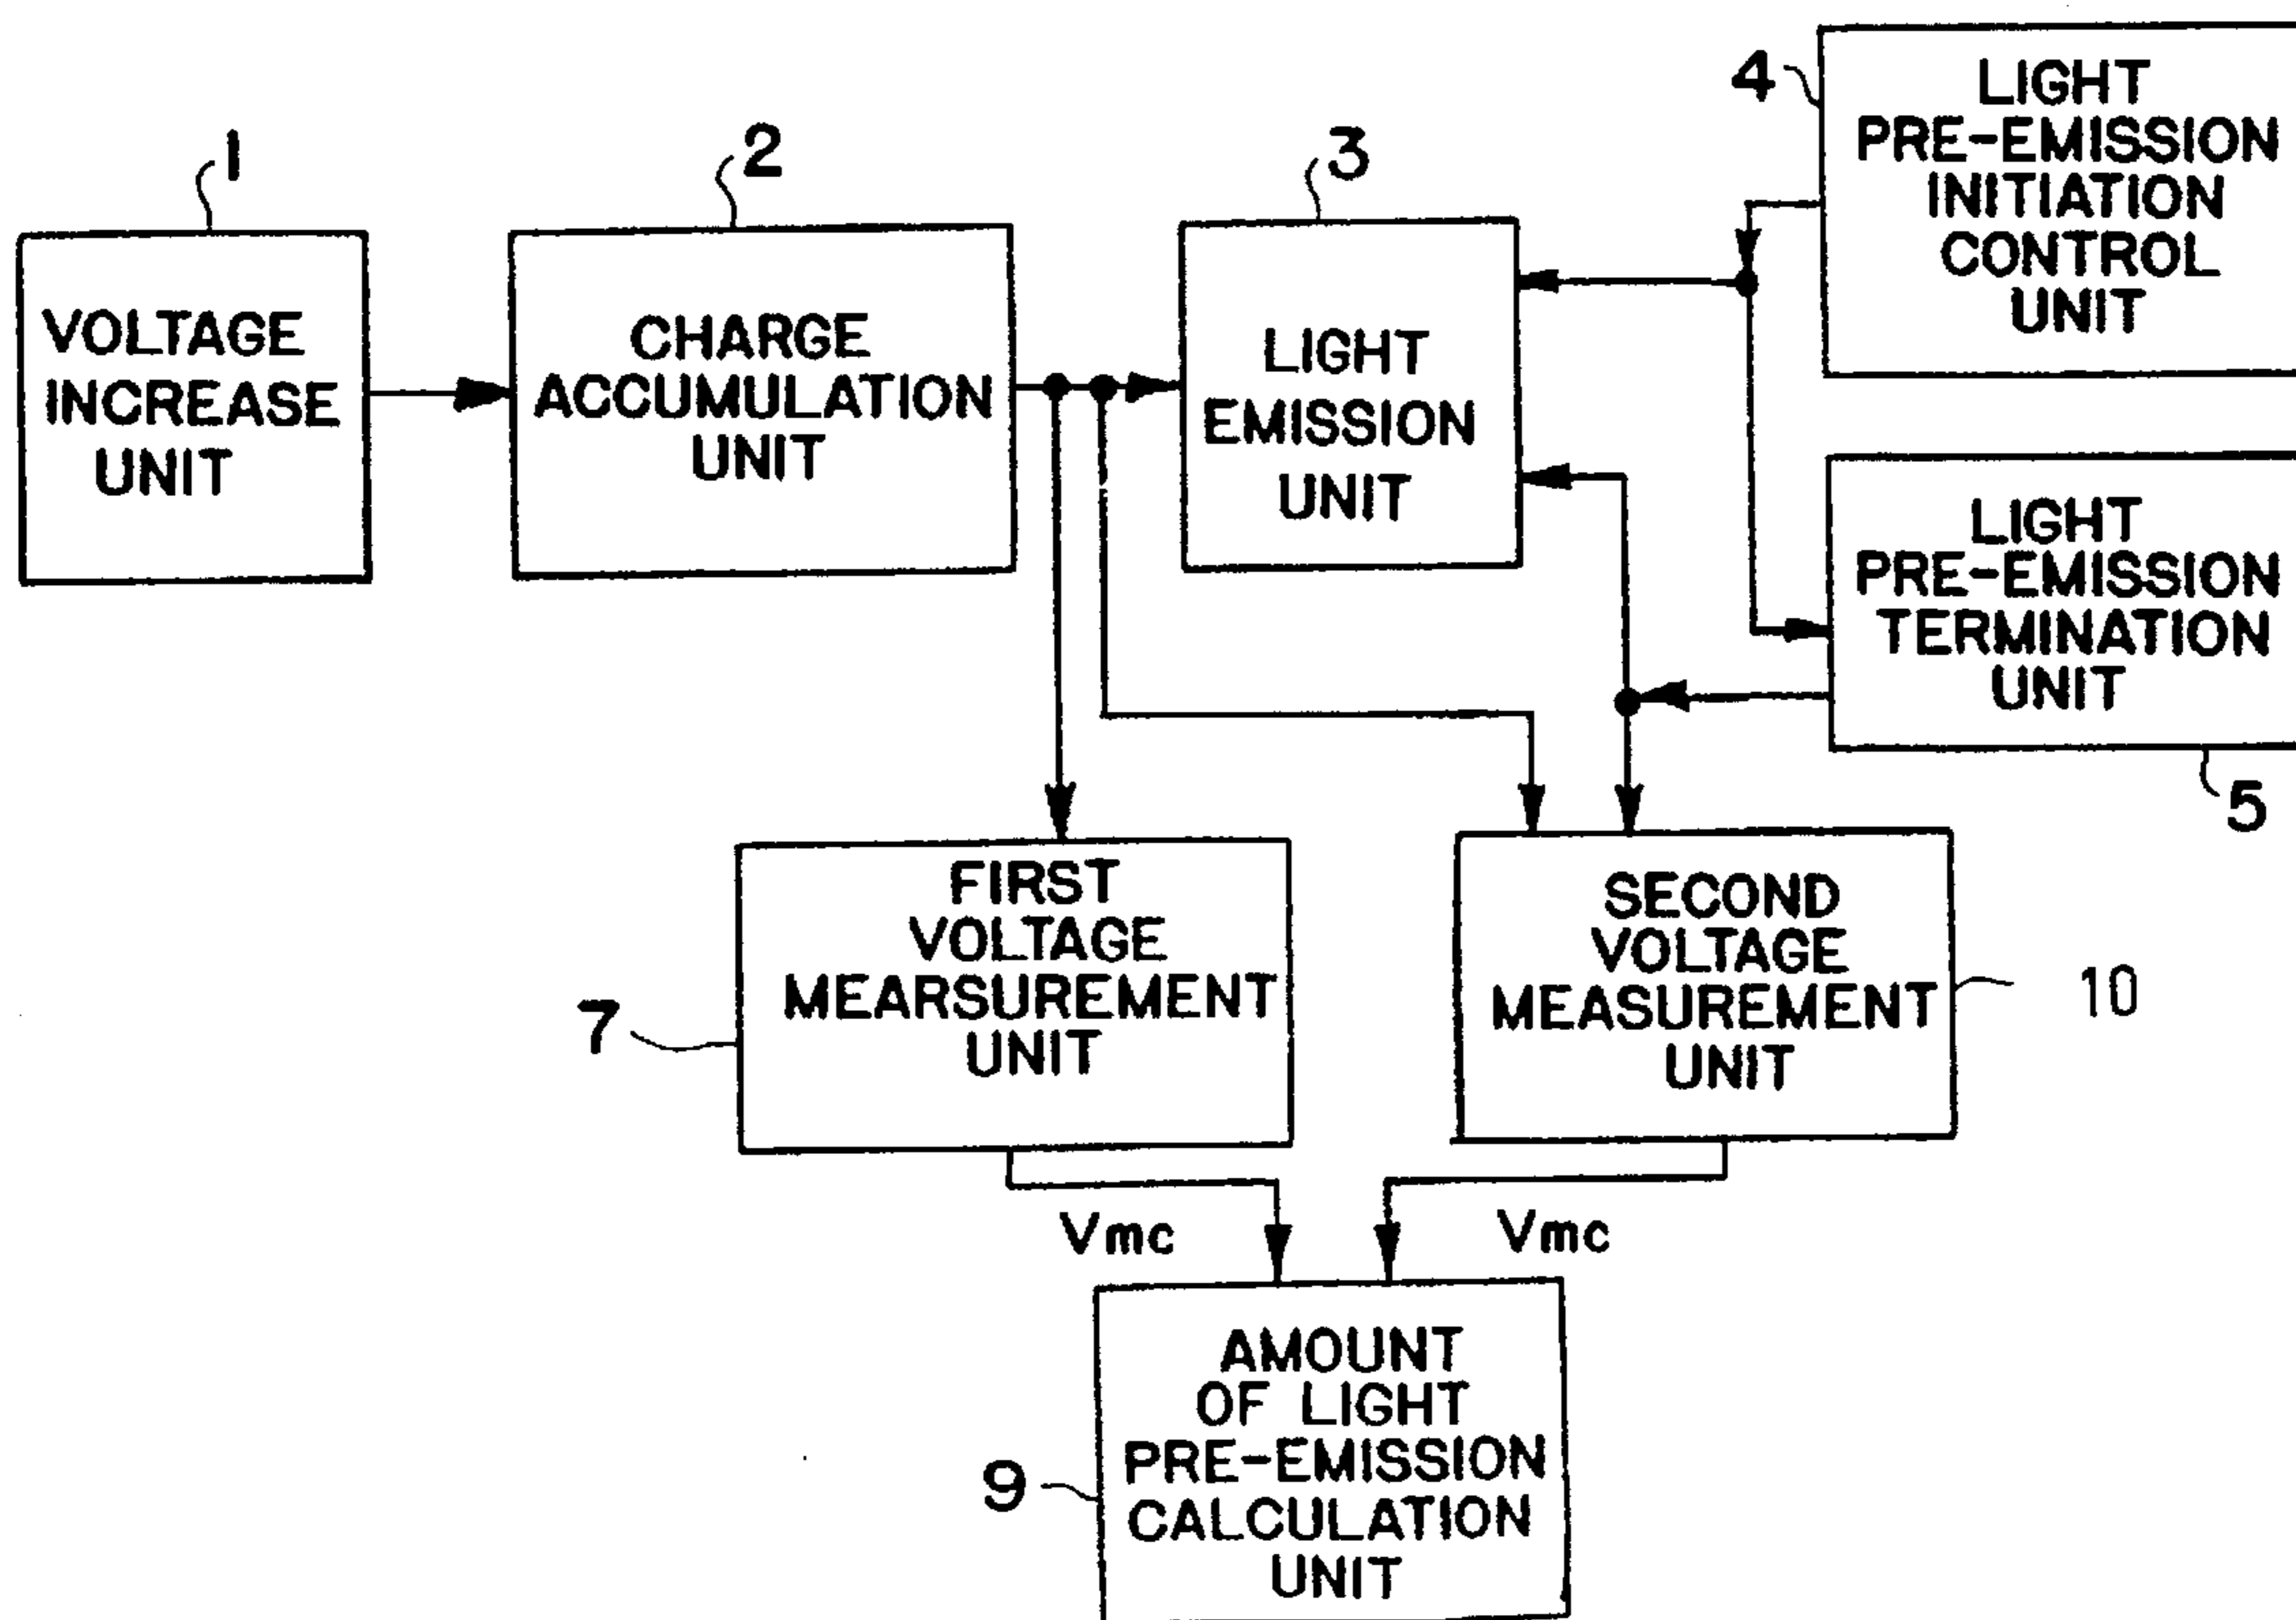 1
VOLTAGE
INCREASE
UNIT
2
CHARGE
ACCUMULATION
UNIT
3
LIGHT
EMISSION
UNIT
4
LIGHT
PRE-EMISSION
INITIATION
CONTROL
UNIT
LIGHT
PRE-EMISSION
TERMINATION
UNIT
5
7
FIRST
VOLTAGE
MEARSUREMENT
UNIT
SECOND
VOLTAGE
MEASUREMENT
UNIT
10
Vmc
Vmc
9
AMOUNT
OF LIGHT
PRE-EMISSION
CALCULATION
UNIT